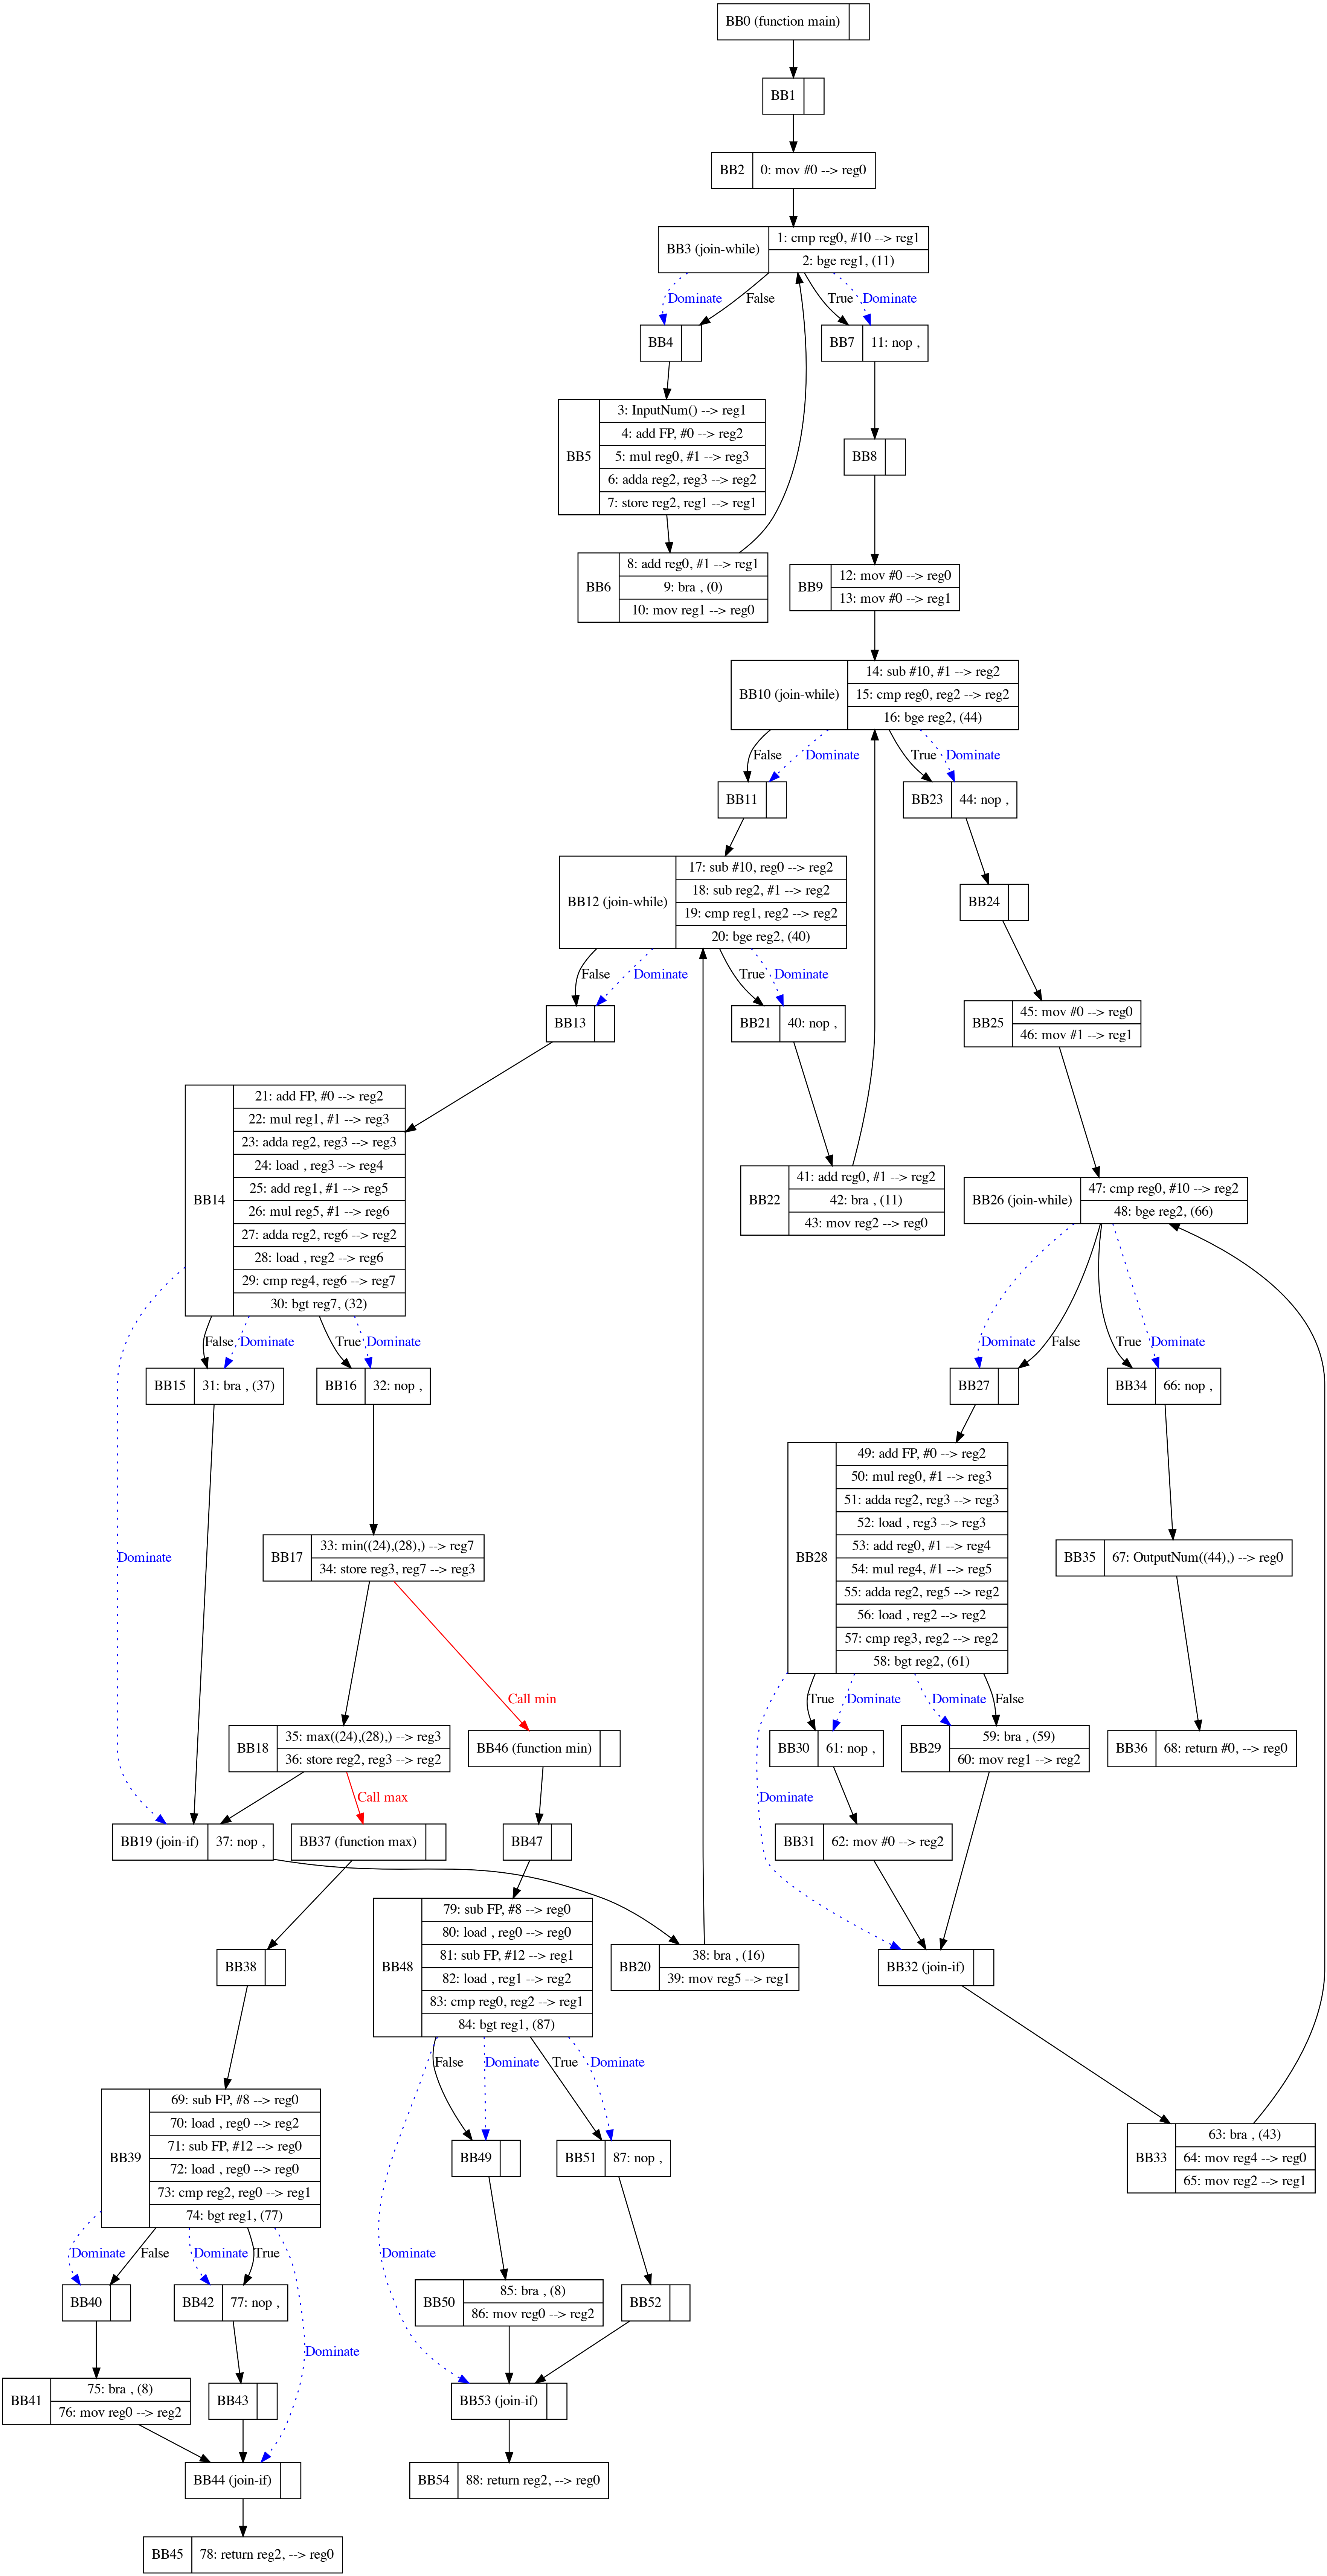 BB0 (function main)
BB1
BB2
0: mov #0 --> reg0
BB3 (join-while)
1: cmp reg0, #10 --> reg1
2: bge reg1, (11)
Dominate
False
True
Dominate
BB4
BB7
11: nop ,
BB5
3: InputNum() --> reg1
4: add FP, #0 --> reg2
5: mul reg0, #1 --> reg3
6: adda reg2, reg3 --> reg2
7: store reg2, reg1 --> reg1
BB8
BB6
8: add reg0, #1 --> reg1
9: bra , (0)
10: mov reg1 --> reg0
BB9
12: mov #0 --> reg0
13: mov #0 --> reg1
BB10 (join-while)
14: sub #10, #1 --> reg2
15: cmp reg0, reg2 --> reg2
16: bge reg2, (44)
False
Dominate
True
Dominate
BB11
BB23
44: nop ,
BB12 (join-while)
17: sub #10, reg0 --> reg2
18: sub reg2, #1 --> reg2
19: cmp reg1, reg2 --> reg2
20: bge reg2, (40)
BB24
False
Dominate
True
Dominate
BB13
BB21
40: nop ,
BB25
45: mov #0 --> reg0
46: mov #1 --> reg1
BB14
21: add FP, #0 --> reg2
22: mul reg1, #1 --> reg3
23: adda reg2, reg3 --> reg3
24: load , reg3 --> reg4
25: add reg1, #1 --> reg5
26: mul reg5, #1 --> reg6
27: adda reg2, reg6 --> reg2
28: load , reg2 --> reg6
29: cmp reg4, reg6 --> reg7
30: bgt reg7, (32)
BB22
41: add reg0, #1 --> reg2
42: bra , (11)
43: mov reg2 --> reg0
BB26 (join-while)
47: cmp reg0, #10 --> reg2
48: bge reg2, (66)
False
Dominate
True
Dominate
Dominate
False
True
Dominate
BB15
31: bra , (37)
BB16
32: nop ,
BB27
BB34
66: nop ,
BB28
49: add FP, #0 --> reg2
50: mul reg0, #1 --> reg3
51: adda reg2, reg3 --> reg3
52: load , reg3 --> reg3
53: add reg0, #1 --> reg4
54: mul reg4, #1 --> reg5
55: adda reg2, reg5 --> reg2
56: load , reg2 --> reg2
57: cmp reg3, reg2 --> reg2
58: bgt reg2, (61)
Dominate
BB17
33: min((24),(28),) --> reg7
34: store reg3, reg7 --> reg3
BB35
67: OutputNum((44),) --> reg0
Call min
True
Dominate
Dominate
False
BB18
35: max((24),(28),) --> reg3
36: store reg2, reg3 --> reg2
BB46 (function min)
BB30
61: nop ,
BB29
59: bra , (59)
60: mov reg1 --> reg2
BB36
68: return #0, --> reg0
Call max
Dominate
BB19 (join-if)
37: nop ,
BB37 (function max)
BB47
BB31
62: mov #0 --> reg2
BB38
BB48
79: sub FP, #8 --> reg0
80: load , reg0 --> reg0
81: sub FP, #12 --> reg1
82: load , reg1 --> reg2
83: cmp reg0, reg2 --> reg1
84: bgt reg1, (87)
BB20
38: bra , (16)
39: mov reg5 --> reg1
BB32 (join-if)
False
Dominate
True
Dominate
BB39
69: sub FP, #8 --> reg0
70: load , reg0 --> reg2
71: sub FP, #12 --> reg0
72: load , reg0 --> reg0
73: cmp reg2, reg0 --> reg1
74: bgt reg1, (77)
BB49
BB51
87: nop ,
BB33
63: bra , (43)
64: mov reg4 --> reg0
65: mov reg2 --> reg1
Dominate
False
Dominate
True
Dominate
BB40
BB42
77: nop ,
BB50
85: bra , (8)
86: mov reg0 --> reg2
BB52
Dominate
BB41
75: bra , (8)
76: mov reg0 --> reg2
BB43
BB53 (join-if)
BB44 (join-if)
BB54
88: return reg2, --> reg0
BB45
78: return reg2, --> reg0